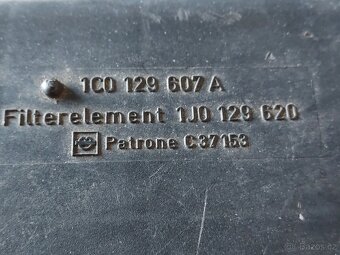 1C0 129 607 A
Filterelement 1J0 129 620
Patrone C 37153